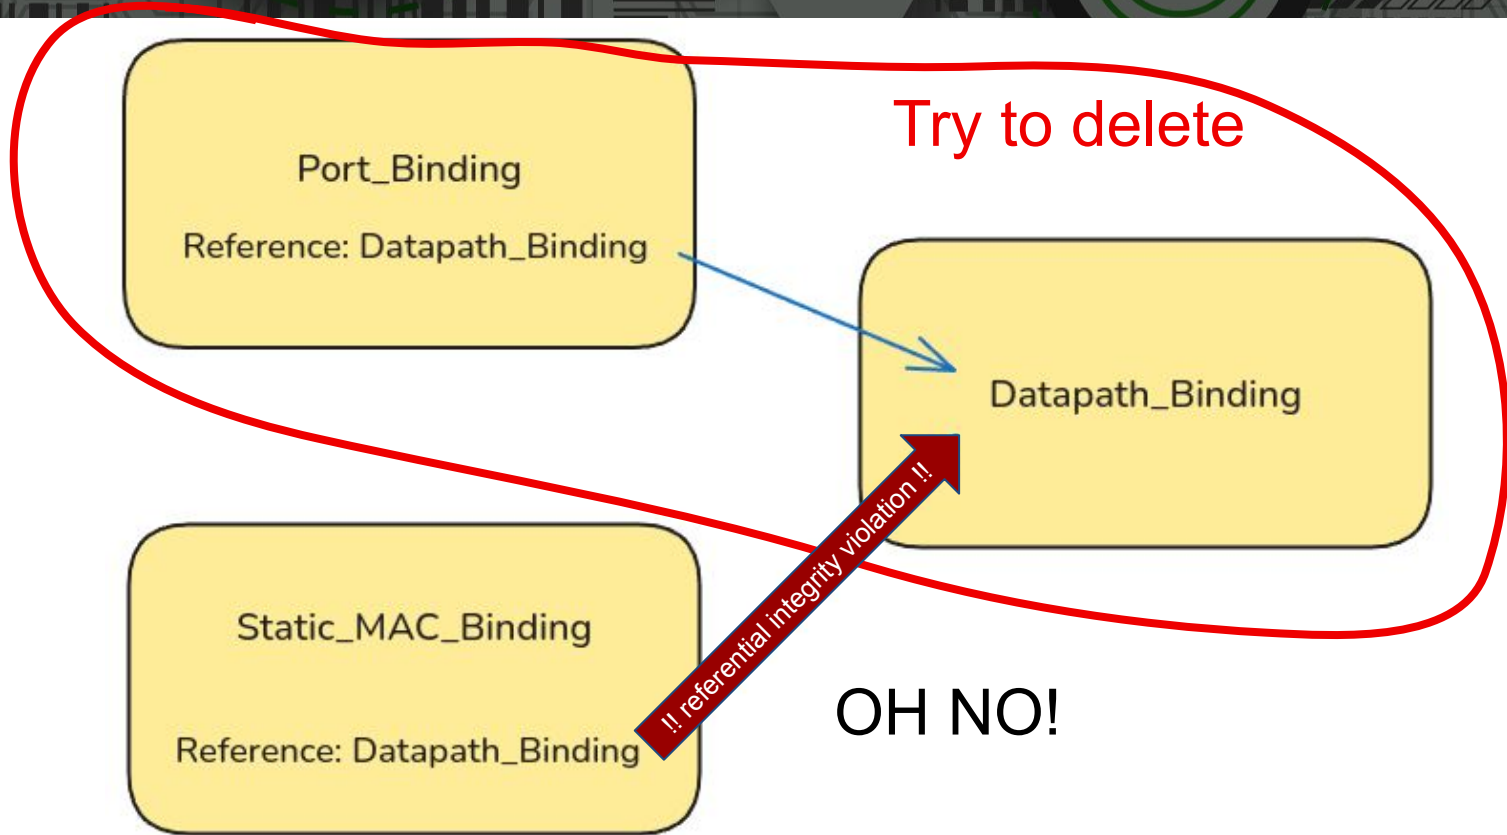 Try to delete
Port_Binding
Reference: Datapath_Binding
Datapath_Binding
!! referential integrity violation !!
Static_MAC_Binding
Reference: Datapath_Binding
OH NO!